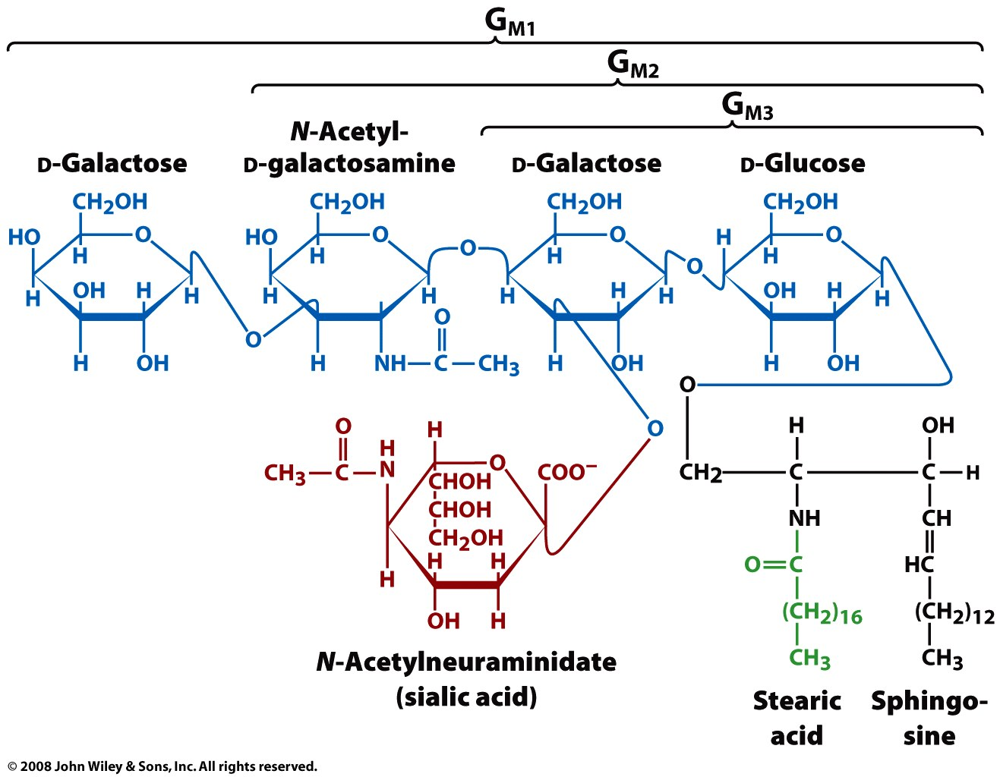 GM1
GM2
GM3
N-Acetyl-
D-Galactose D-galactosamine D-Galactose D-Glucose
CH2OH CH2OH CH2OH CH2OH
HO O HO O O H O
H H H H
O O
OH H OH H OH H
H H H H H H H
O O
H OH H NH C CH3 H OH H OH
O
O H OH
O H H O
CH3 C N O COO− CH2 C C H
CHOH
CHOH
CH2OH
NH CH
H H H
O C HC
OH H
(CH2)16 (CH2)12
CH3 CH3
N-Acetylneuraminidate
(sialic acid)
Stearic Sphingo-
acid sine
© 2008 John Wiley & Sons, Inc. All rights reserved.